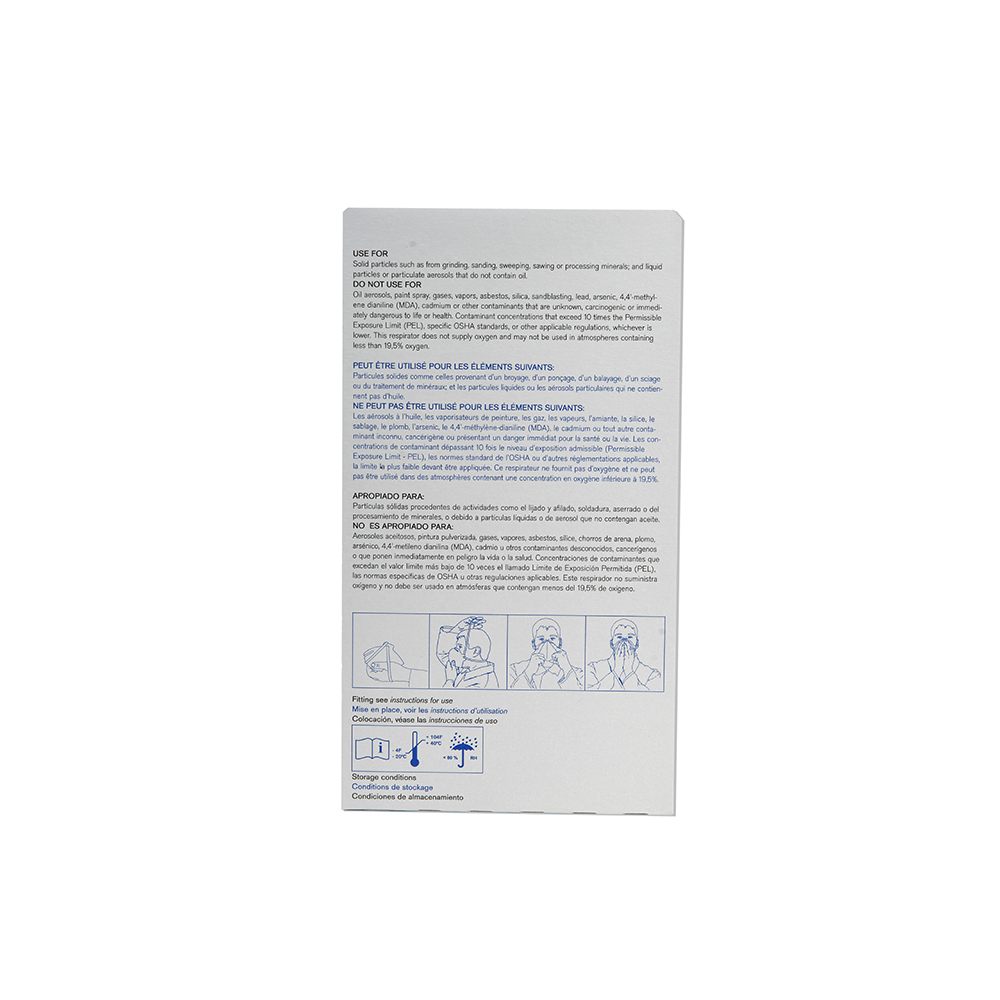 USE FOR
Solid particles such as from grinding, sanding, sweeping, sawing or processing minerals; and liquid
particles or particulate aerosols that do not contain oil.
DO NOT USE FOR
Oil aerosols, paint spray, gases, vapors, asbestos, silica, sandblasting, lead, arsenic, 4,4'-methyl-
ene dianiline (MDA), cadmium or other contaminants that are unknown, carcinogenic or immedi-
ately dangerous to life or health. Contaminant concentrations that exceed 10 times the Permissible
Exposure Limit (PEL), specific OSHA standards, or other applicable regulations, whichever is
lower. This respirator does not supply oxygen and may not be used in atmospheres containing
less than 19,5% oxygen.
PEUT ÊTRE UTILISÉ POUR LES ÉLÉMENTS SUIVANTS:
Particules solides comme celles provenant d'un broyage, d'un ponçage, d'un balayage, d'un sciage
ou du traitement de minéraux; et les particules liquides ou les aérosols particulaires qui ne contien-
nent pas d'huile.
NE PEUT PAS ÊTRE UTILISÉ POUR LES ÉLÉMENTS SUIVANTS:
Les aérosols à l'huile, les vaporisateurs de peinture, les gaz, les vapeurs, l'amiante, la silice, le
sablage, le plomb, l'arsenic, le 4,4'-méthylène-dianiline (MDA), le cadmium ou tout autre conta-
minant inconnu, cancérigène ou présentant un danger immédiat pour la santé ou la vie. Les con-
centrations de contaminant dépassant 10 fois le niveau d'exposition admissible (Permissible
Exposure Limit - PEL), les normes standard de l'OSHA ou d'autres réglementations applicables,
la limite la plus faible devant être appliquée. Ce respirateur ne fournit pas d'oxygène et ne peut
pas être utilisé dans des atmosphères contenant une concentration en oxygène inférieure à 19,5%.
APROPIADO PARA:
Partículas sólidas procedentes de actividades como el lijado y afilado, soldadura, aserrado o del
procesamiento de minerales, o debido a partículas líquidas o de aerosol que no contengan aceite.
NO ES APROPIADO PARA:
Aerosoles aceitosos, pintura pulverizada, gases, vapores, asbestos, sílice, chorros de arena, plomo,
arsénico, 4,4'-metileno dianilina (MDA), cadmio u otros contaminantes desconocidos, cancerígenos
o que ponen inmediatamente en peligro la vida o la salud. Concentraciones de contaminantes que
excedan el valor límite más bajo de 10 veces el llamado Límite de Exposición Permitida (PEL),
las normas específicas de OSHA u otras regulaciones aplicables. Este respirador no suministra
oxígeno y no debe ser usado en atmósferas que contengan menos del 19,5% de oxígeno.
Fitting see instructions for use
Mise en place, voir les instructions d'utilisation
Colocación, véase las instrucciones de uso
i
+ 104F
+ 40°C
- 4F
- 20°C
< 80 % RH
Storage conditions
Conditions de stockage
Condiciones de almacenamiento